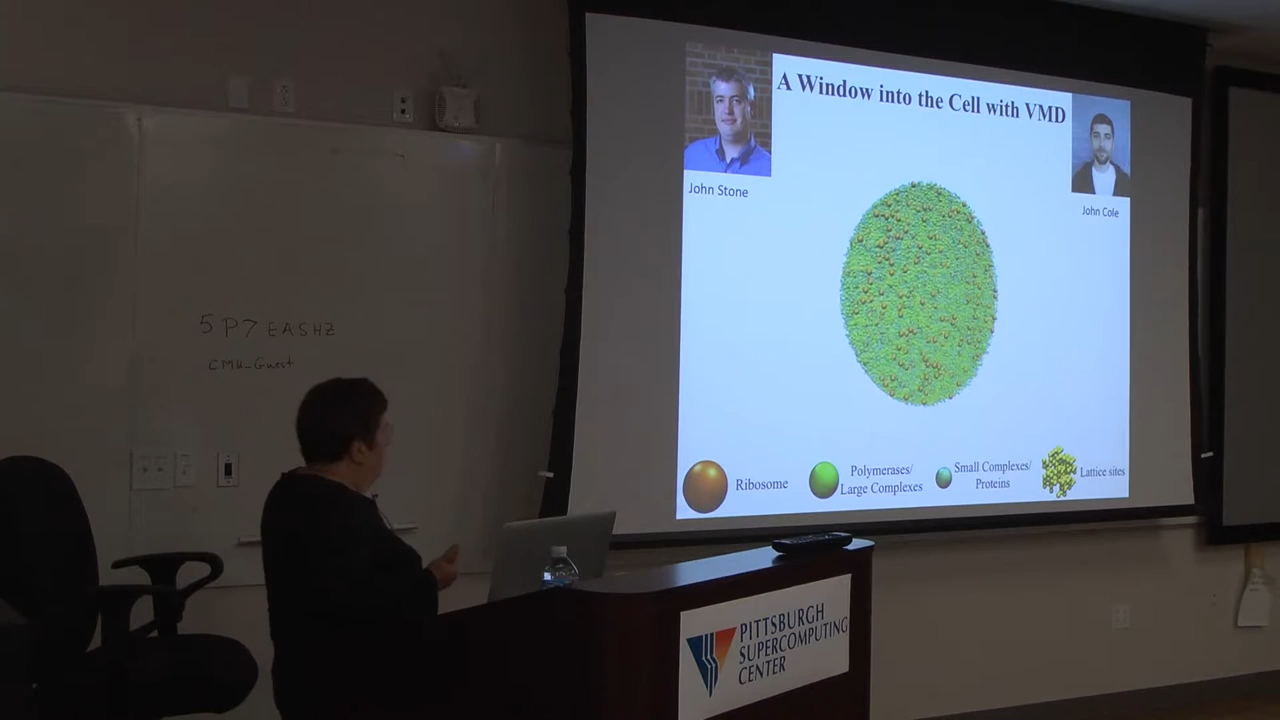 A Window into the Cell with VMD
John Stone
John Cole
5P7EASHZ
CMU-Guest
Ribosome
Polymerases/
Large Complexes
Small Complexes/
Proteins
Lattice sites
PITTSBURGH
SUPERCOMPUTING
CENTER